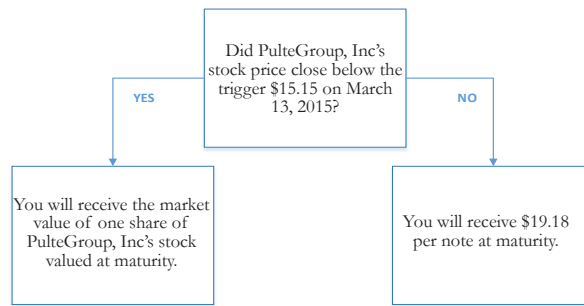 Did PulteGroup, Inc's
stock price close below the
trigger $15.15 on March
13, 2015?
YES
NO
You will receive the market
value of one share of
PulteGroup, Inc's stock
valued at maturity.
You will receive $19.18
per note at maturity.